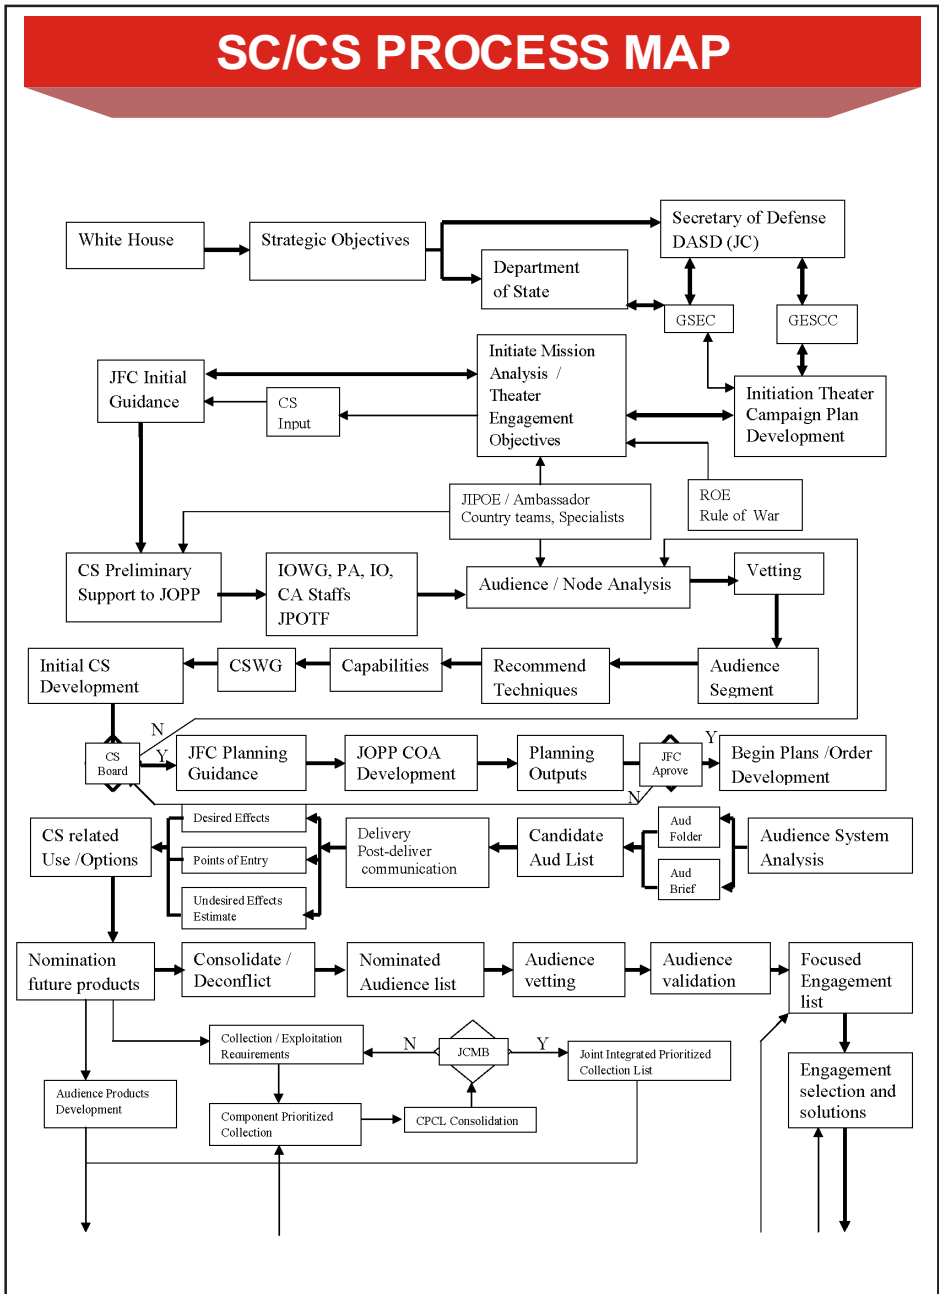 SC/CS PROCESS MAP
White House
Strategic Objectives
Secretary of Defense
DASD (JC)
Department
of State
GSEC
GESCC
JFC Initial
Guidance
CS
Input
Initiate Mission
Analysis /
Theater
Engagement
Objectives
Initiation Theater
Campaign Plan
Development
JIPOE / Ambassador
Country teams, Specialists
ROE
Rule of War
CS Preliminary
Support to JOPP
IOWG, PA, IO,
CA Staffs
JPOTF
Audience / Node Analysis
Vetting
Initial CS
Development
CSWG
Capabilities
Recommend
Techniques
Audience
Segment
N
CS
Board
Y
JFC Planning
Guidance
JOPP COA
Development
Planning
Outputs
JFC
Aprove
Y
N
Begin Plans /Order
Development
CS related
Use /Options
Desired Effects
Points of Entry
Undesired Effects
Estimate
Delivery
Post-deliver
communication
Candidate
Aud List
Aud
Folder
Aud
Brief
Audience System
Analysis
Nomination
future products
Consolidate /
Deconflict
Nominated
Audience list
Audience
vetting
Audience
validation
Focused
Engagement
list
Collection / Exploitation
Requirements
N
JCMB
Y
Joint Integrated Prioritized
Collection List
Engagement
selection and
solutions
Audience Products
Development
Component Prioritized
Collection
CPCL Consolidation